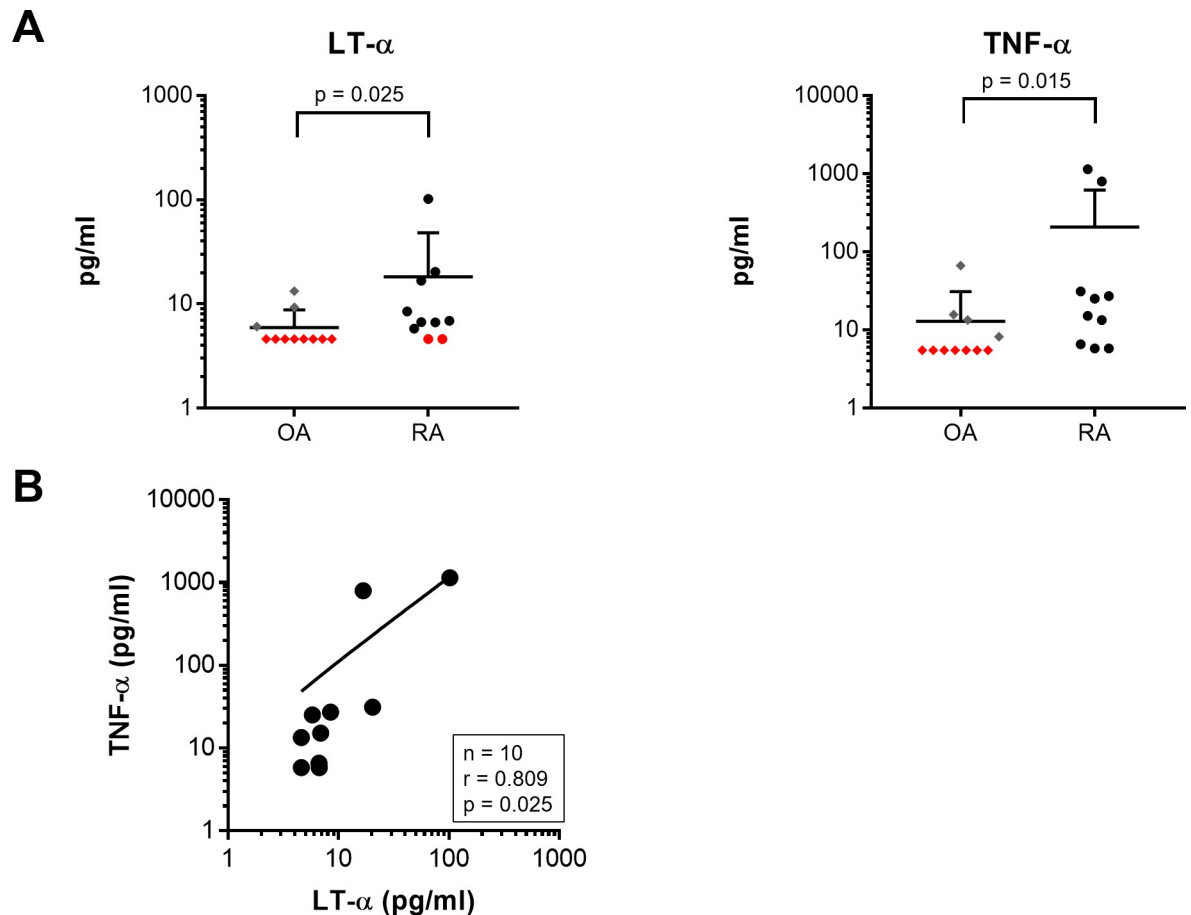 A
LT-α
p = 0.025
1000
100
10
1
pg/ml
OA
RA
TNF-α
p = 0.015
10000
1000
100
10
1
pg/ml
OA
RA
B
10000
1000
100
10
1
TNF-α (pg/ml)
n = 10
r = 0.809
p = 0.025
1
10
100
1000
LT-α (pg/ml)